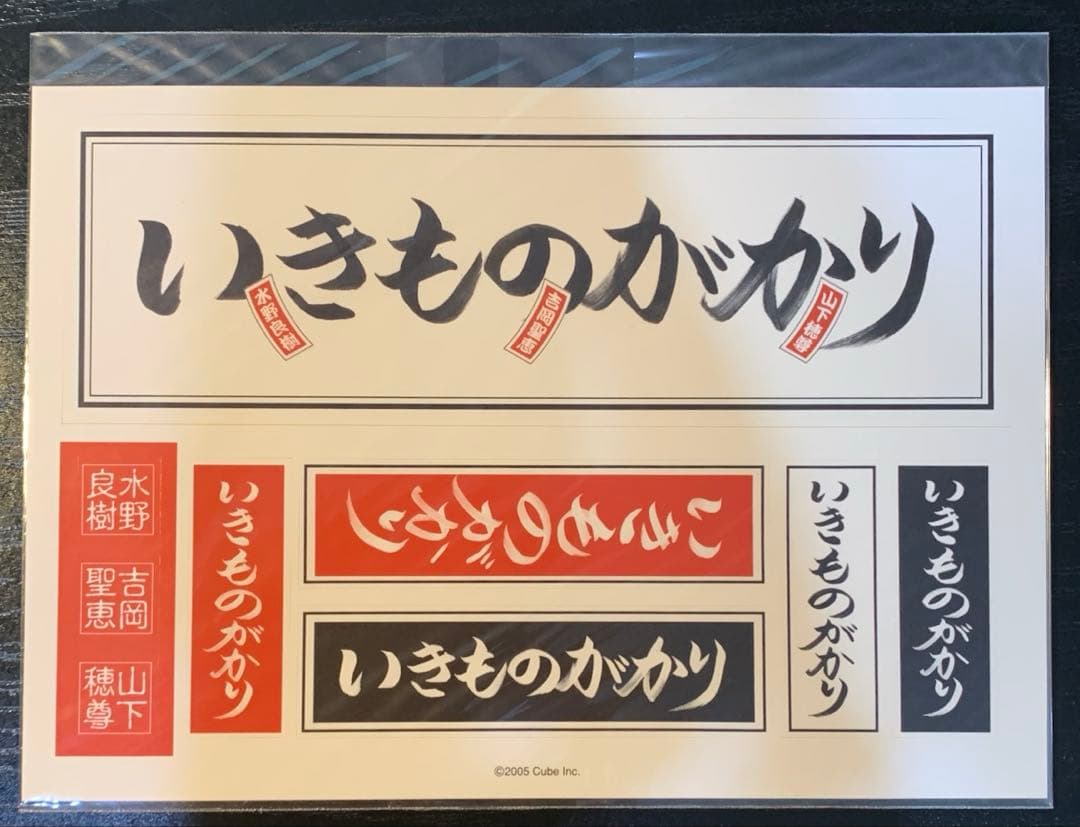 いきものがかり
水野良樹
吉岡聖恵
山下穂尊
水野
良樹
吉岡
聖恵
山下
穂尊
いきものがかり
いきものがかり
いきものがかり
いきものがかり
いきものがかり
©2005 Cube Inc.